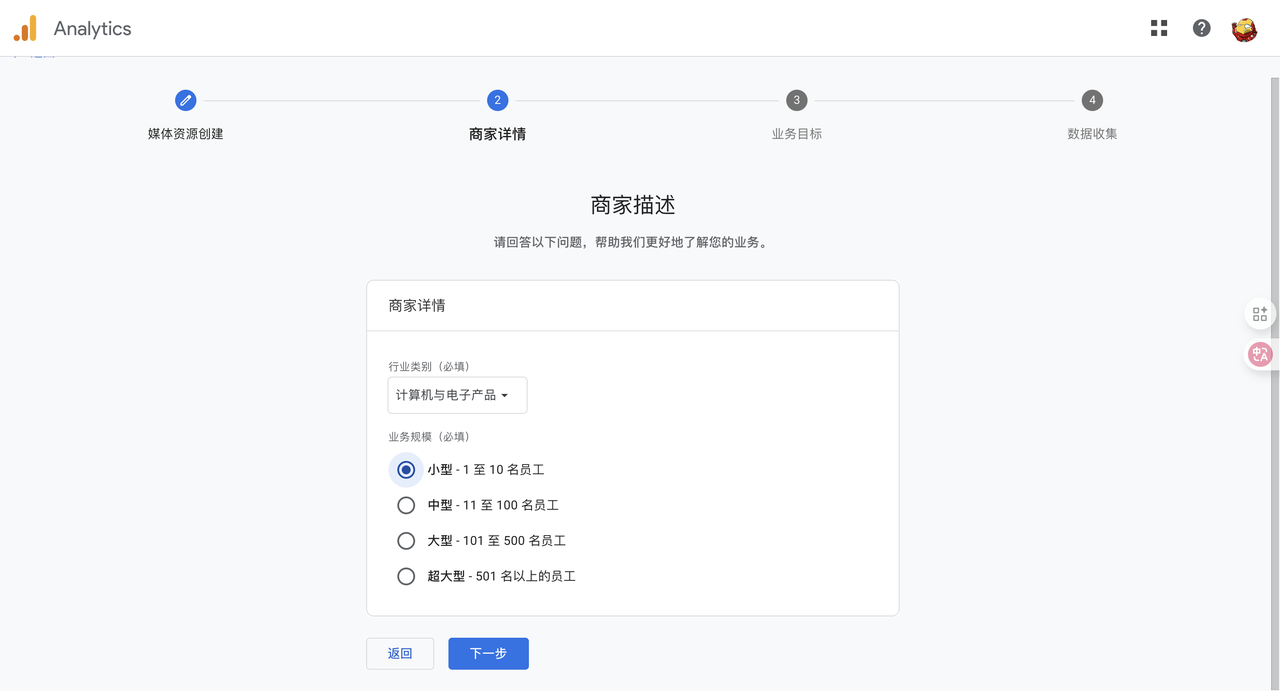 Analytics
2
3
4
媒体资源创建
商家详情
业务目标
数据收集
商家描述
请回答以下问题，帮助我们更好地了解您的业务。
商家详情
行业类别（必填）
计算机与电子产品
业务规模（必填）
小型 - 1 至 10 名员工
中型 - 11 至 100 名员工
大型 - 101 至 500 名员工
超大型 - 501 名以上的员工
返回
下一步